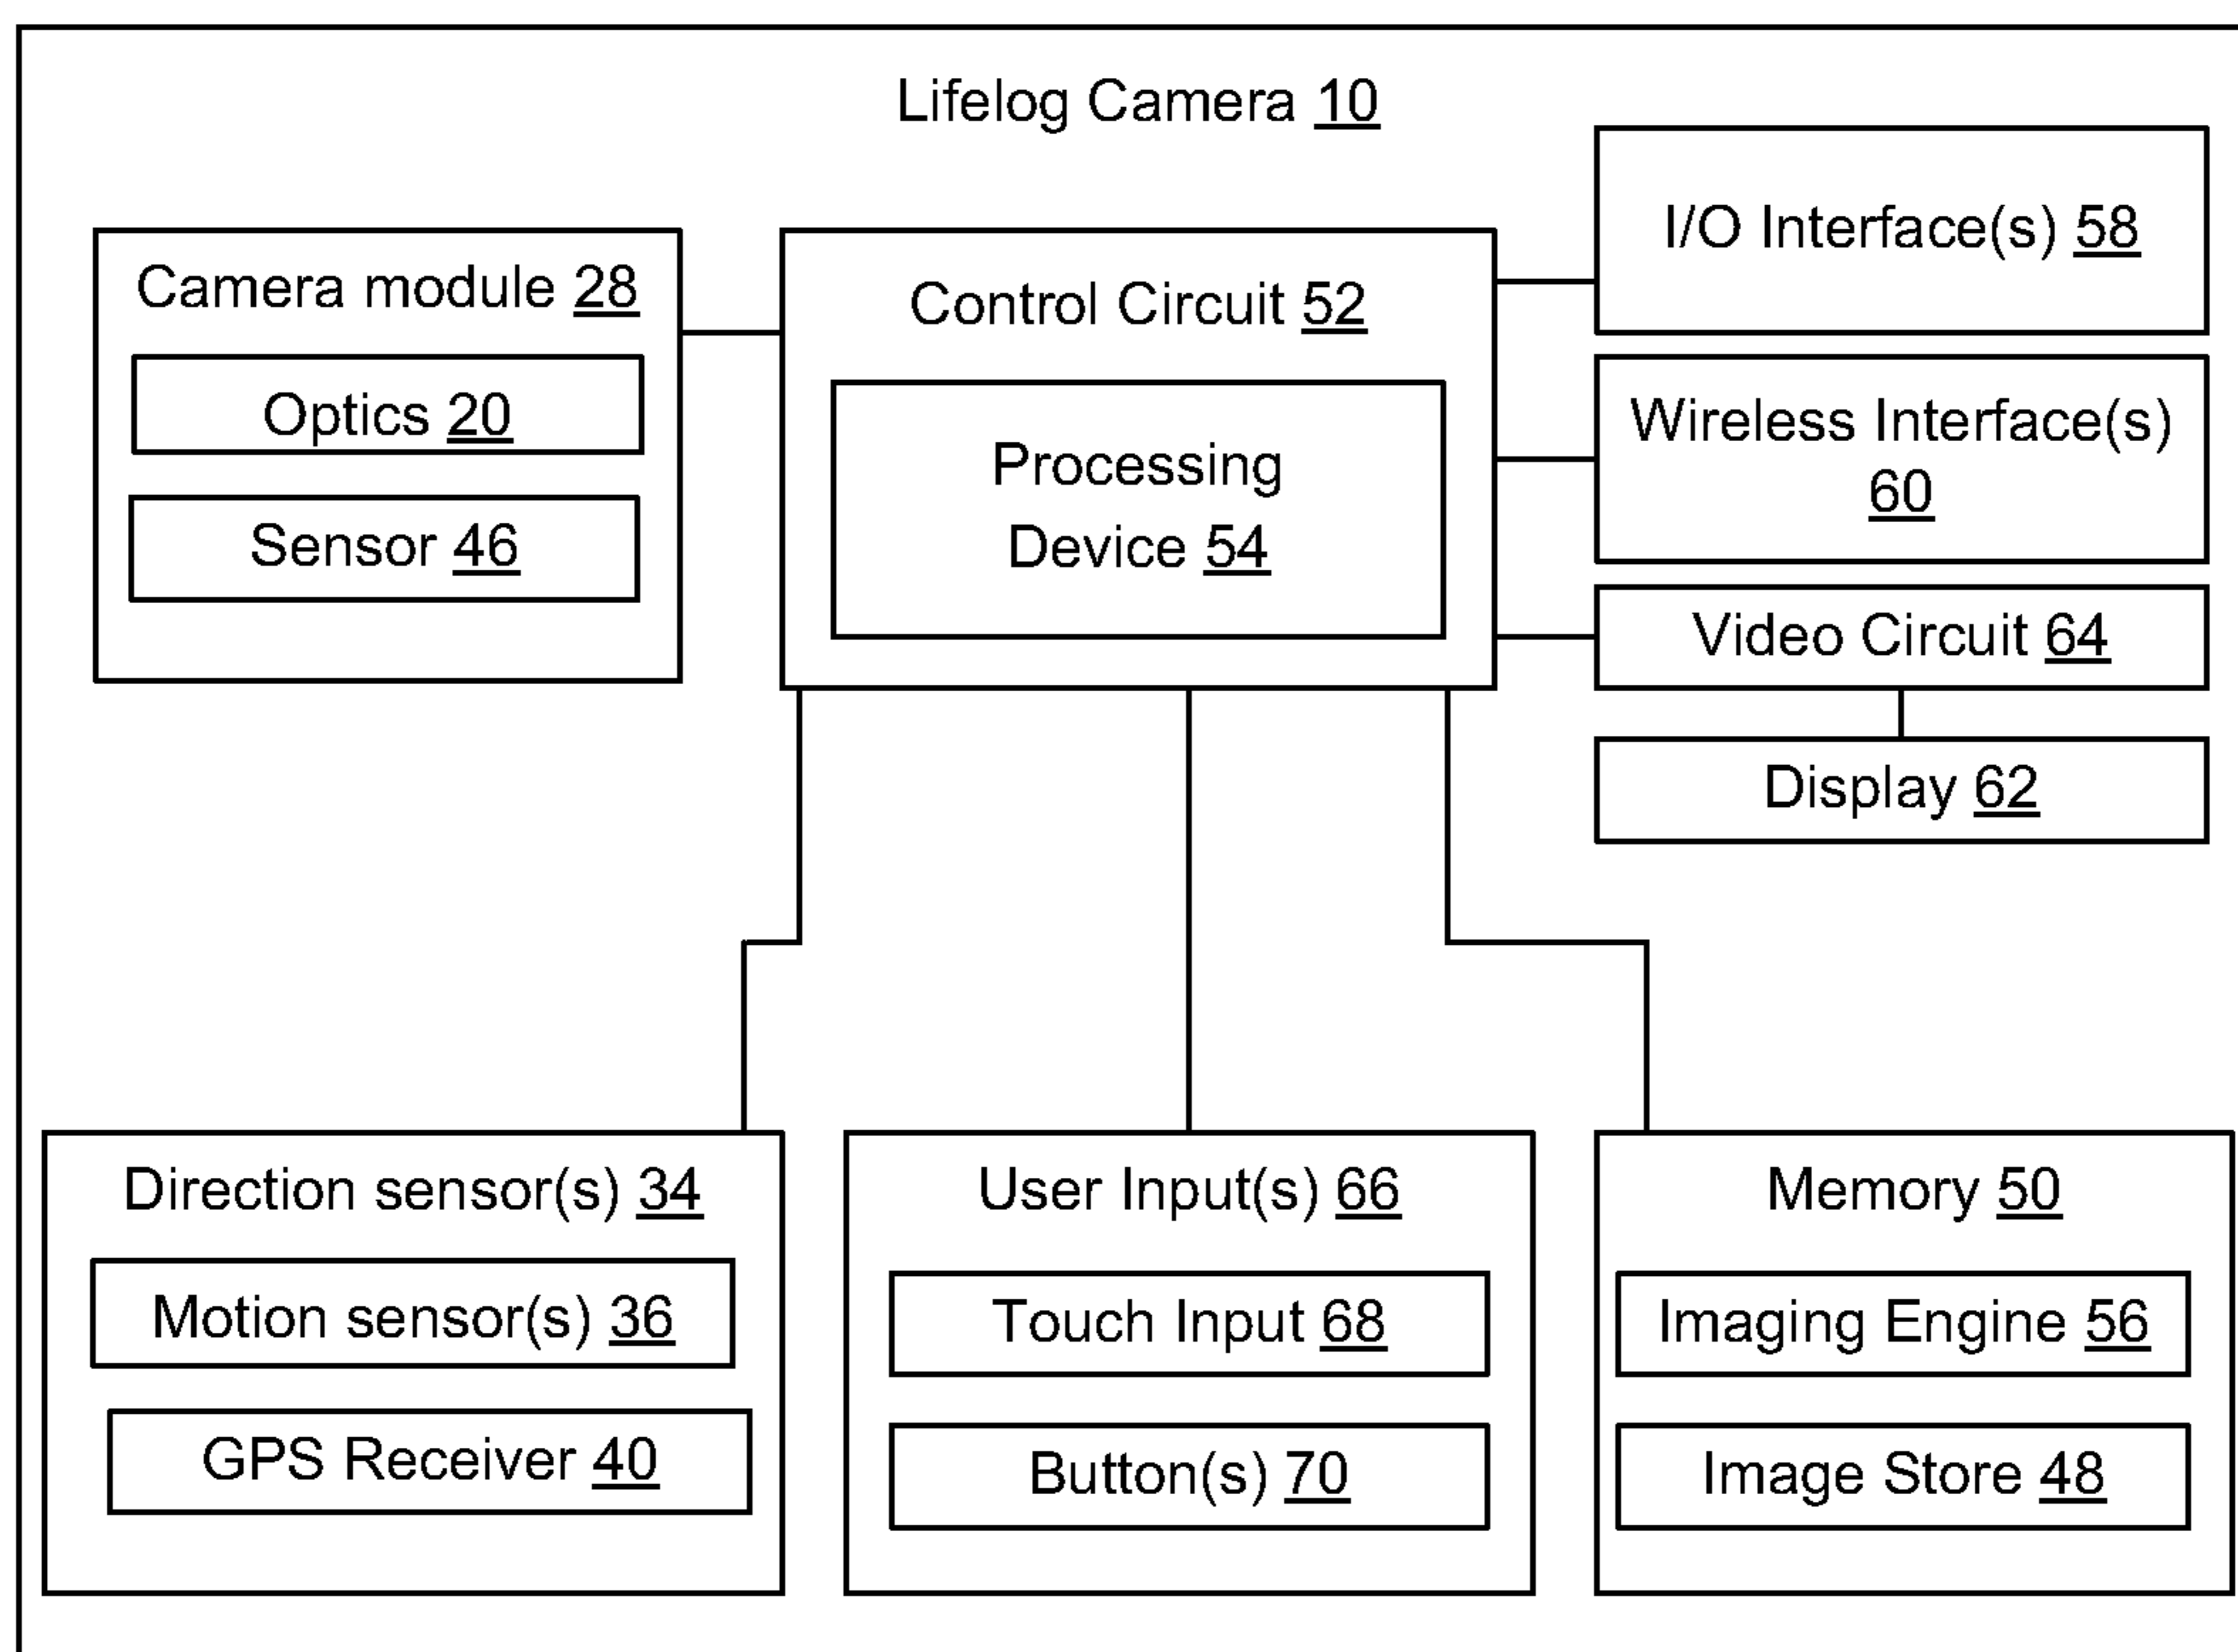 Lifelog Camera 10
Camera module 28
Optics 20
Sensor 46
Control Circuit 52
Processing
Device 54
I/O Interface(s) 58
Wireless Interface(s)
60
Video Circuit 64
Display 62
Direction sensor(s) 34
Motion sensor(s) 36
GPS Receiver 40
User Input(s) 66
Touch Input 68
Button(s) 70
Memory 50
Imaging Engine 56
Image Store 48